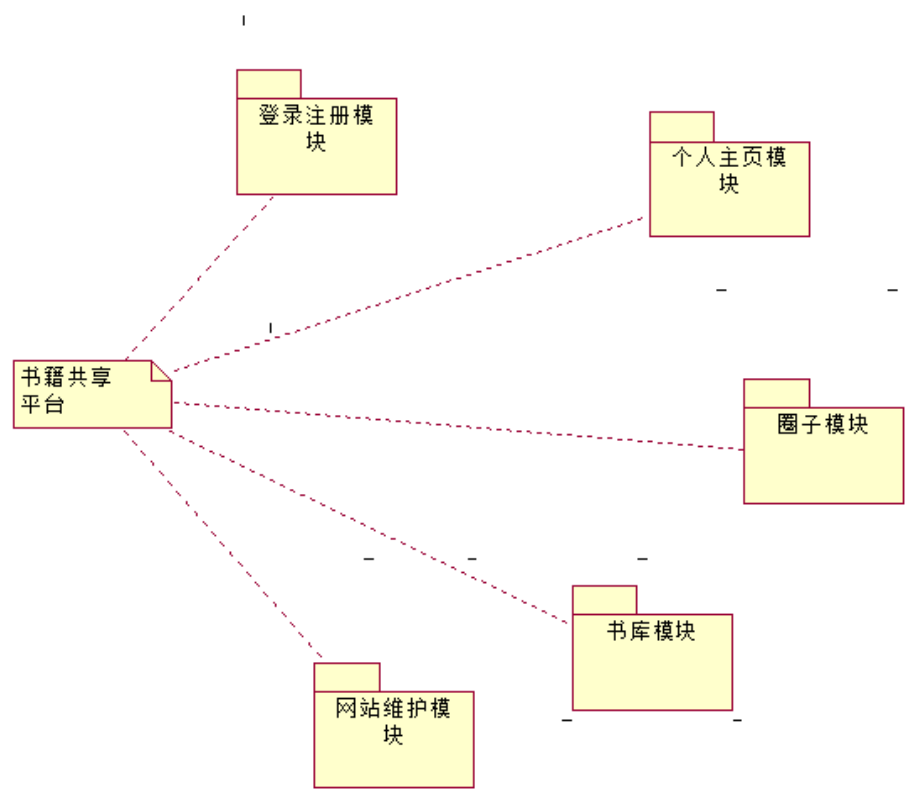 登录注册模
块
个人主页模
块
书籍共享
平台
圈子模块
书库模块
网站维护模
块